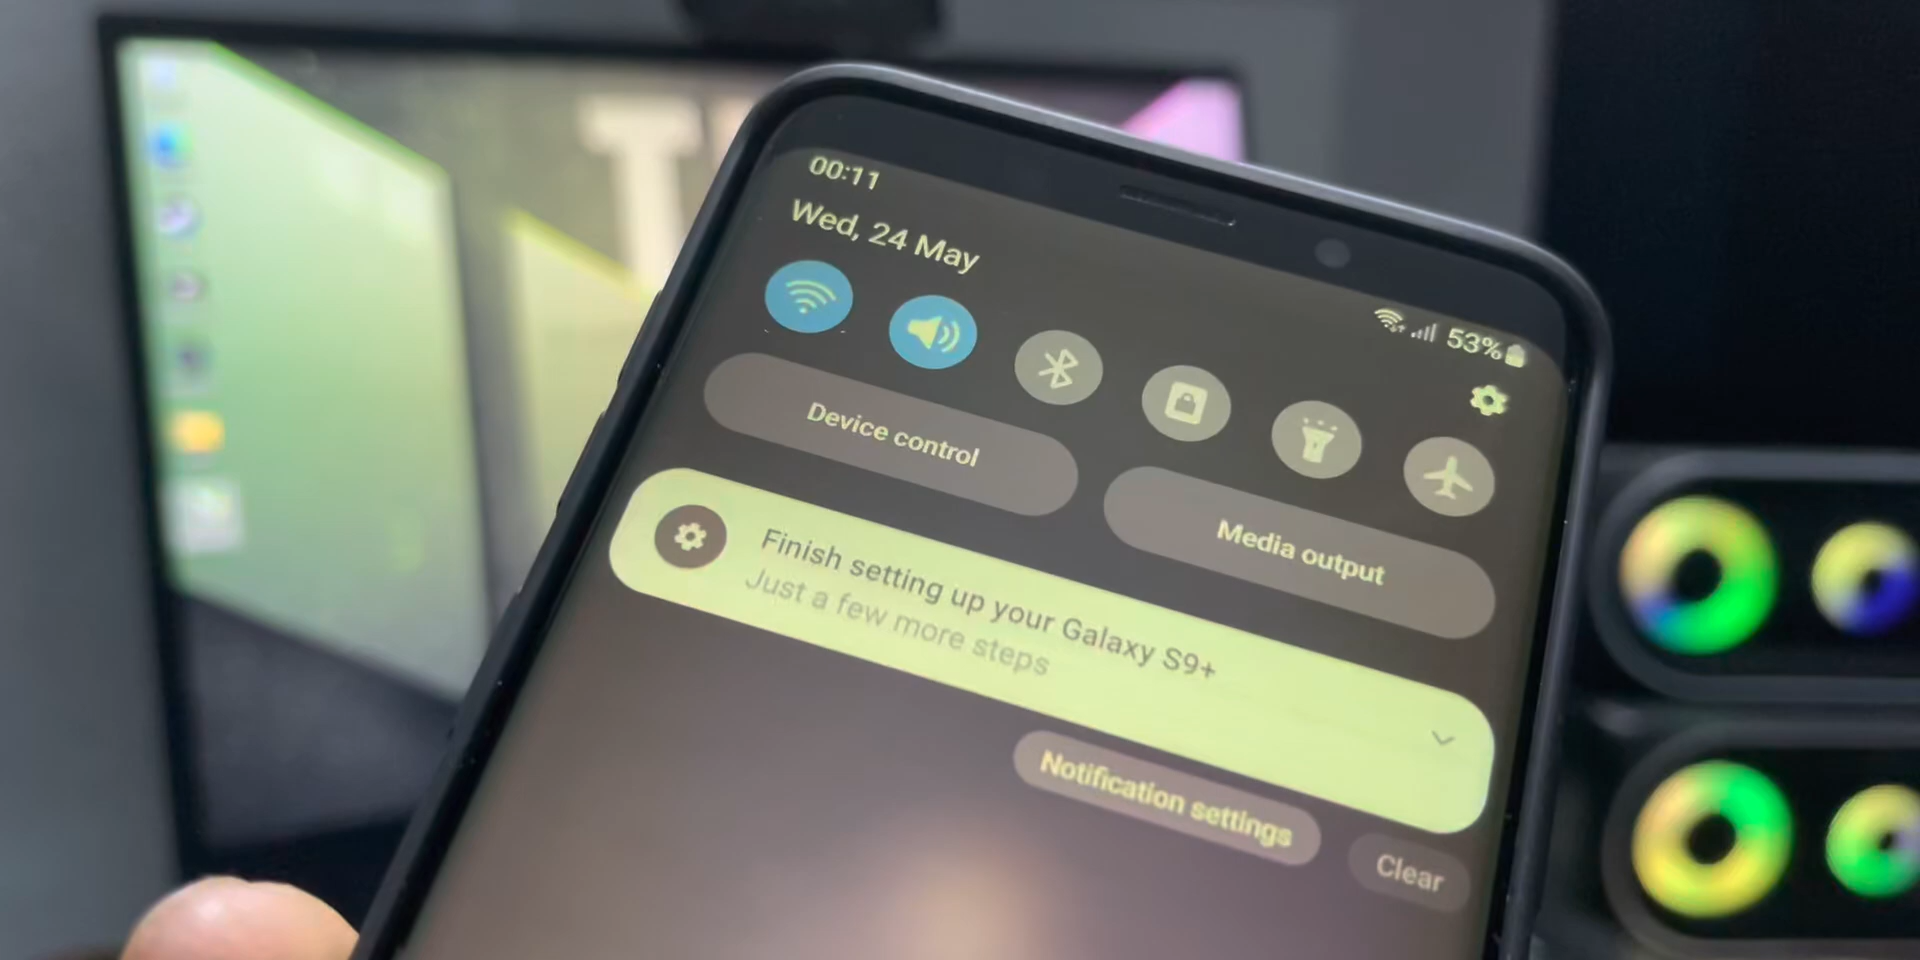 00:11
Wed, 24 May
53%
Device control
Media output
Finish setting up your Galaxy S9+
Just a few more steps
Notification settings
Clear